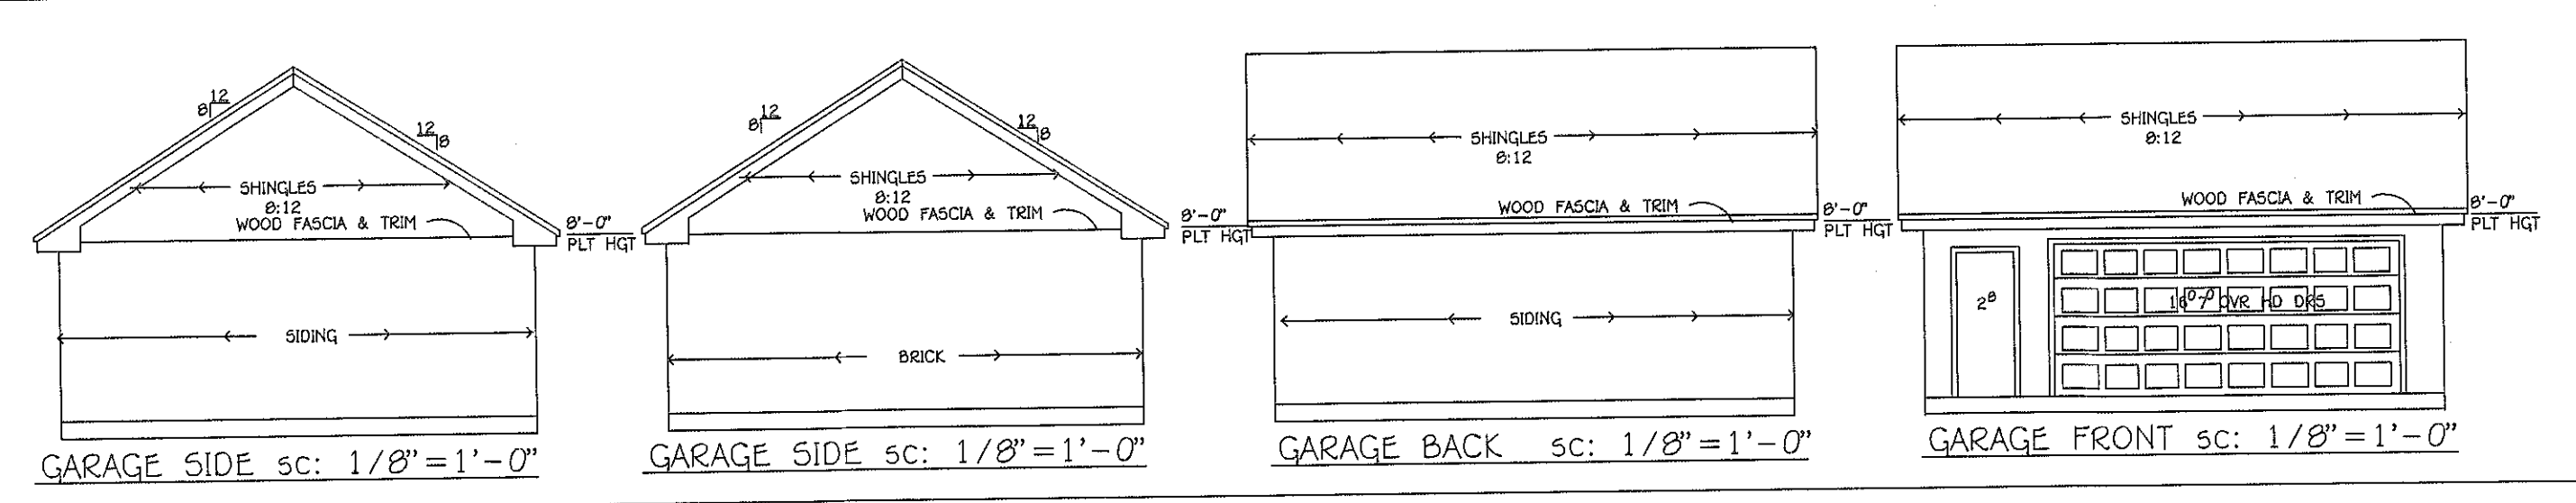 12
8
12
8
SHINGLES
8:12
WOOD FASCIA & TRIM
8'-0"
PLT HGT
SIDING
GARAGE SIDE SC: 1/8"=1'-0"
12
8
12
8
SHINGLES
8:12
WOOD FASCIA & TRIM
8'-0"
PLT HGT
BRICK
GARAGE SIDE SC: 1/8"=1'-0"
SHINGLES
8:12
WOOD FASCIA & TRIM
8'-0"
PLT HGT
SIDING
GARAGE BACK SC: 1/8"=1'-0"
SHINGLES
8:12
WOOD FASCIA & TRIM
8'-0"
PLT HGT
2⁸
16⁰7⁰ OVR HD DRS
GARAGE FRONT SC: 1/8"=1'-0"